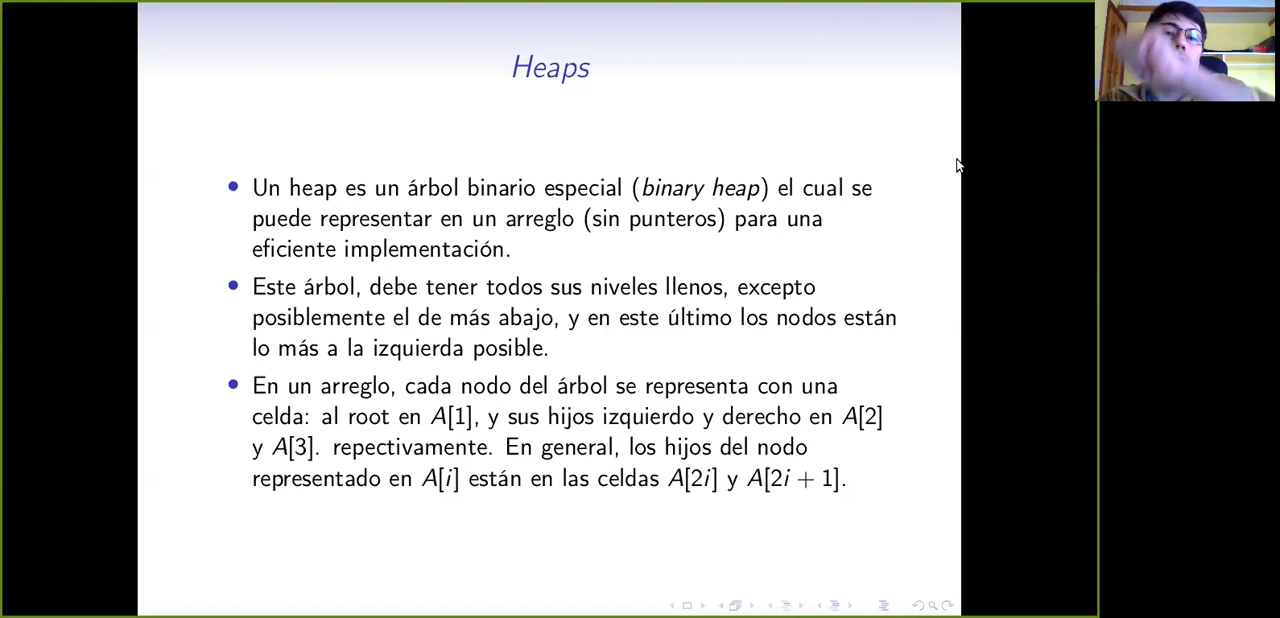 Heaps
Un heap es un árbol binario especial (binary heap) el cual se
puede representar en un arreglo (sin punteros) para una
eficiente implementación.
Este árbol, debe tener todos sus niveles llenos, excepto
posiblemente el de más abajo, y en este último los nodos están
lo más a la izquierda posible.
En un arreglo, cada nodo del árbol se representa con una
celda: al root en A[1], y sus hijos izquierdo y derecho en A[2]
y A[3]. repectivamente. En general, los hijos del nodo
representado en A[i] están en las celdas A[2i] y A[2i + 1].